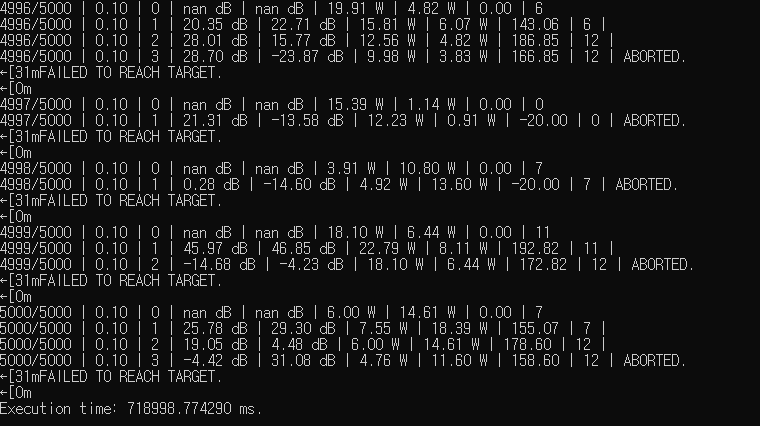 4996/5000 | 0.10 | 0 | nan dB | nan dB | 19.91 W | 4.82 W | 0.00 | 6
4996/5000 | 0.10 | 1 | 20.35 dB | 22.71 dB | 15.81 W | 6.07 W | 143.06 | 6 |
4996/5000 | 0.10 | 2 | 28.01 dB | 15.77 dB | 12.56 W | 4.82 W | 186.85 | 12 |
4996/5000 | 0.10 | 3 | 28.70 dB | -23.87 dB | 9.98 W | 3.83 W | 166.85 | 12 | ABORTED.
←[31mFAILED TO REACH TARGET.
←[0m
4997/5000 | 0.10 | 0 | nan dB | nan dB | 15.39 W | 1.14 W | 0.00 | 0
4997/5000 | 0.10 | 1 | 21.31 dB | -13.58 dB | 12.23 W | 0.91 W | -20.00 | 0 | ABORTED.
←[31mFAILED TO REACH TARGET.
←[0m
4998/5000 | 0.10 | 0 | nan dB | nan dB | 3.91 W | 10.80 W | 0.00 | 7
4998/5000 | 0.10 | 1 | 0.28 dB | -14.60 dB | 4.92 W | 13.60 W | -20.00 | 7 | ABORTED.
←[31mFAILED TO REACH TARGET.
←[0m
4999/5000 | 0.10 | 0 | nan dB | nan dB | 18.10 W | 6.44 W | 0.00 | 11
4999/5000 | 0.10 | 1 | 45.97 dB | 46.85 dB | 22.79 W | 8.11 W | 192.82 | 11 |
4999/5000 | 0.10 | 2 | -14.68 dB | -4.23 dB | 18.10 W | 6.44 W | 172.82 | 12 | ABORTED.
←[31mFAILED TO REACH TARGET.
←[0m
5000/5000 | 0.10 | 0 | nan dB | nan dB | 6.00 W | 14.61 W | 0.00 | 7
5000/5000 | 0.10 | 1 | 25.78 dB | 29.30 dB | 7.55 W | 18.39 W | 155.07 | 7 |
5000/5000 | 0.10 | 2 | 19.05 dB | 4.48 dB | 6.00 W | 14.61 W | 178.60 | 12 |
5000/5000 | 0.10 | 3 | -4.42 dB | 31.08 dB | 4.76 W | 11.60 W | 158.60 | 12 | ABORTED.
←[31mFAILED TO REACH TARGET.
←[0m
Execution time: 718998.774290 ms.